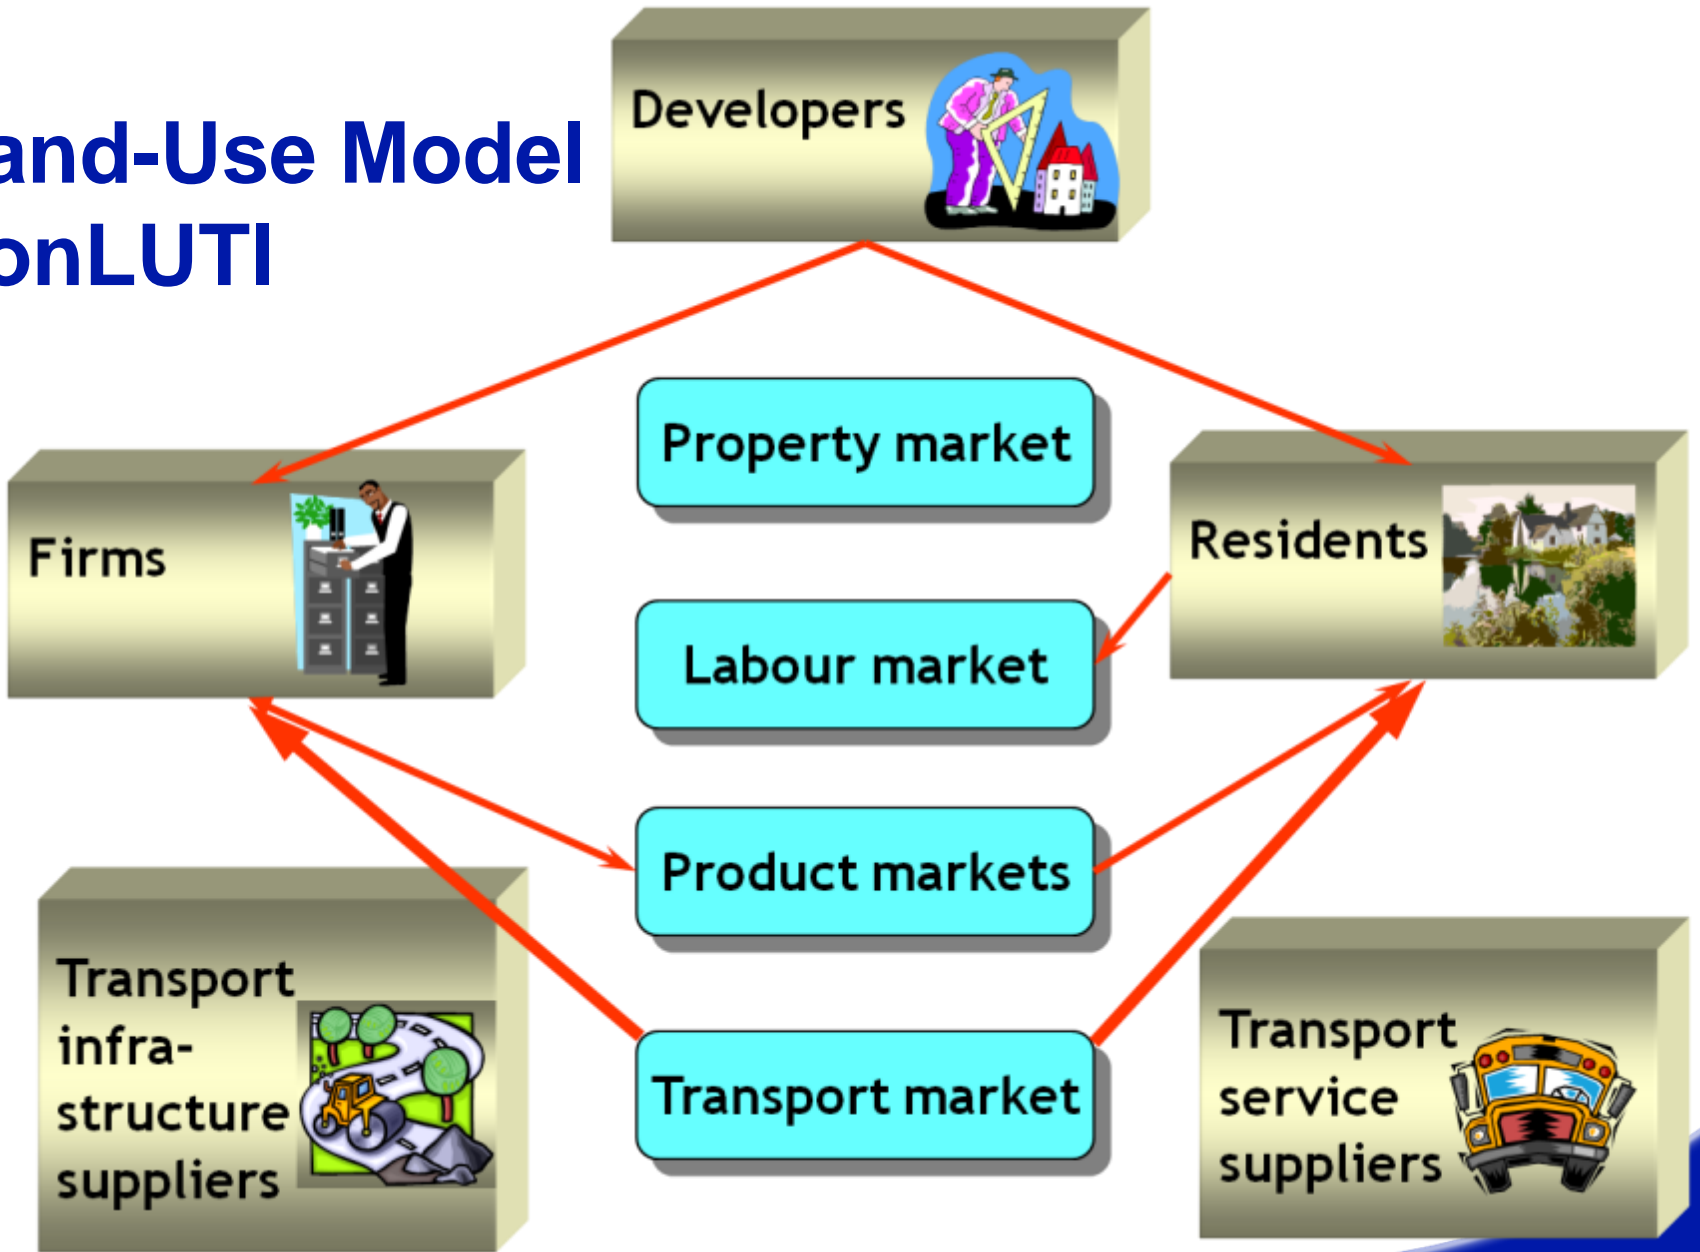 and-Use Model
onLUTI
Developers
Property market
Firms
Residents
Labour market
Product markets
Transport
infra-
structure
suppliers
Transport market
Transport
service
suppliers